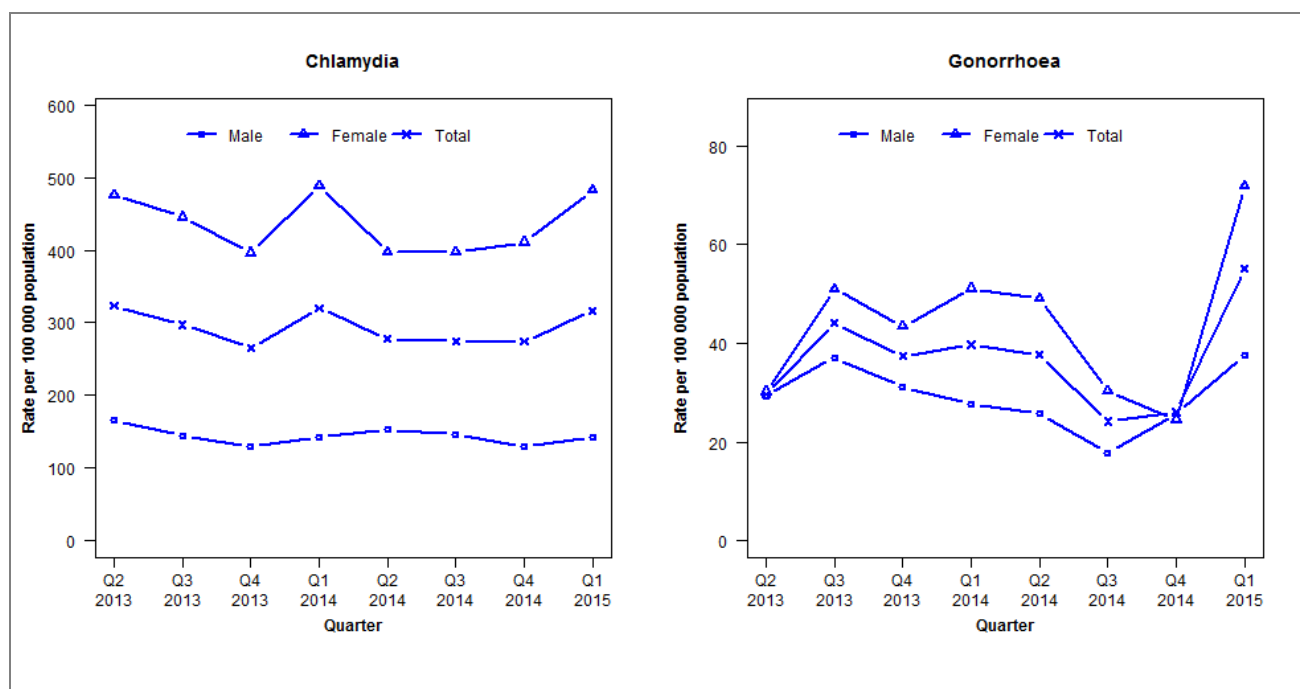 Chlamydia
600
500
400
300
200
100
0
Rate per 100 000 population
Male Female Total
Q2 Q3 Q4 Q1 Q2 Q3 Q4 Q1
2013 2013 2013 2014 2014 2014 2014 2015
Quarter
Gonorrhoea
80
60
40
20
0
Rate per 100 000 population
Male Female Total
Q2 Q3 Q4 Q1 Q2 Q3 Q4 Q1
2013 2013 2013 2014 2014 2014 2014 2015
Quarter